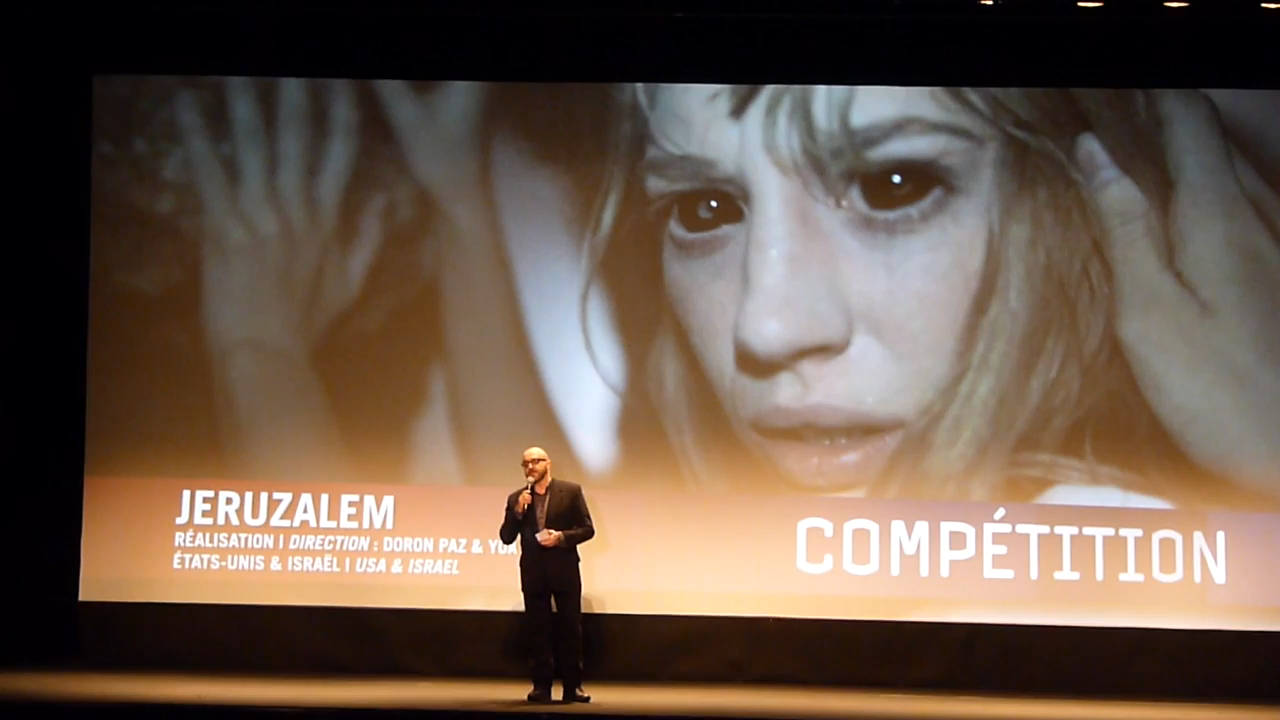 JERUZALEM
RÉALISATION | DIRECTION : DORON PAZ &
ÉTATS-UNIS & ISRAËL | USA & ISRAEL
COMPÉTITION